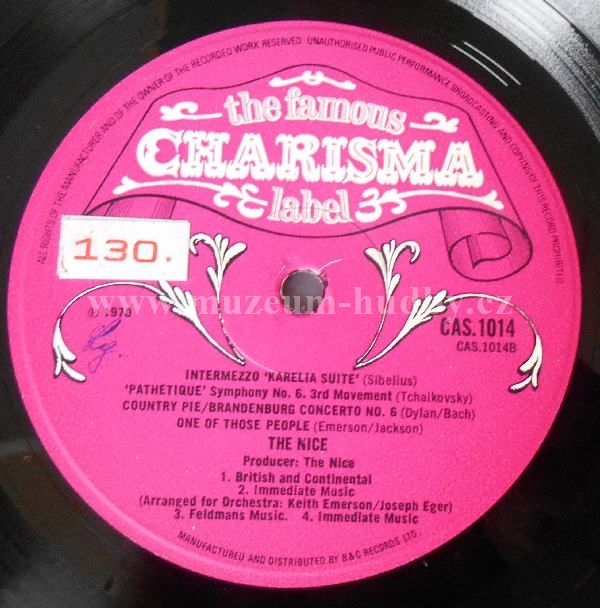 ALL RIGHTS OF THE MANUFACTURER AND OF THE OWNER OF THE RECORDED WORK RESERVED. UNAUTHORISED PUBLIC PERFORMANCE BROADCASTING AND COPYING OF THIS RECORD PROHIBITED
the famous
CHARISMA
label
130.
www.muzeum-hudby.cz
℗ 1970
CAS.1014
CAS.1014B
INTERMEZZO 'KARELIA SUITE' (Sibelius)
'PATHETIQUE' Symphony No. 6. 3rd Movement (Tchaikovsky)
COUNTRY PIE/BRANDENBURG CONCERTO NO. 6 (Dylan/Bach)
ONE OF THOSE PEOPLE (Emerson/Jackson)
THE NICE
Producer: The Nice
1. British and Continental
2. Immediate Music
(Arranged for Orchestra: Keith Emerson/Joseph Eger)
3. Feldmans Music. 4. Immediate Music
MANUFACTURED AND DISTRIBUTED BY B&C RECORDS LTD.